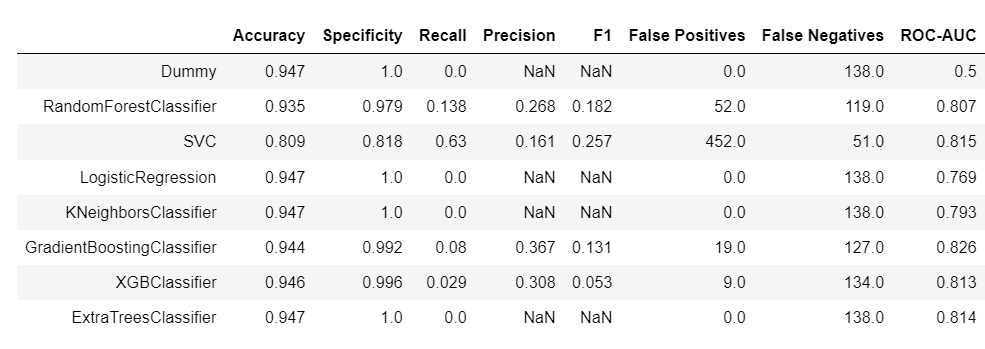 Accuracy Specificity Recall Precision F1 False Positives False Negatives ROC-AUC
Dummy 0.947 1.0 0.0 NaN NaN 0.0 138.0 0.5
RandomForestClassifier 0.935 0.979 0.138 0.268 0.182 52.0 119.0 0.807
SVC 0.809 0.818 0.63 0.161 0.257 452.0 51.0 0.815
LogisticRegression 0.947 1.0 0.0 NaN NaN 0.0 138.0 0.769
KNeighborsClassifier 0.947 1.0 0.0 NaN NaN 0.0 138.0 0.793
GradientBoostingClassifier 0.944 0.992 0.08 0.367 0.131 19.0 127.0 0.826
XGBClassifier 0.946 0.996 0.029 0.308 0.053 9.0 134.0 0.813
ExtraTreesClassifier 0.947 1.0 0.0 NaN NaN 0.0 138.0 0.814